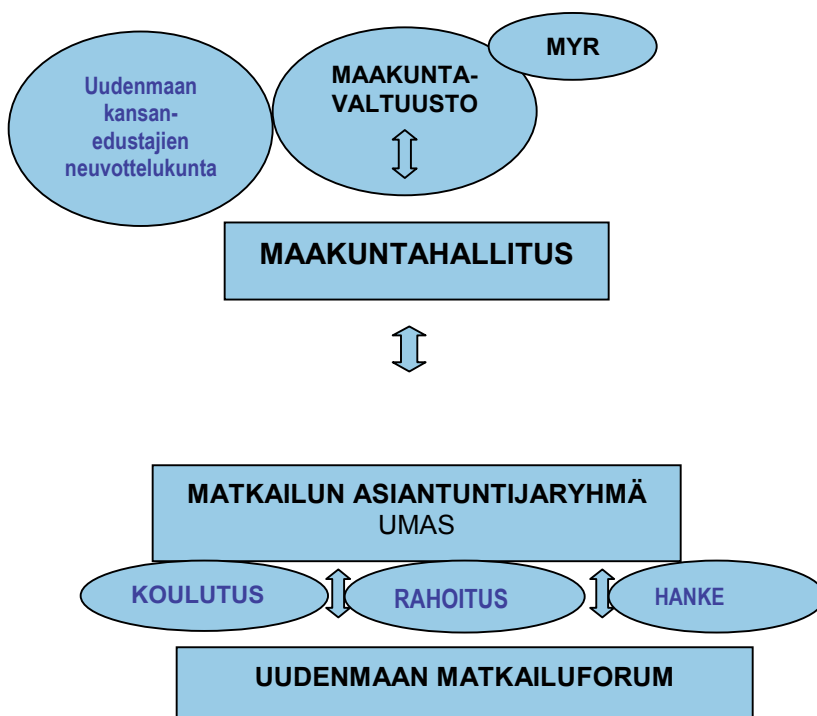 MYR
Uudenmaan
kansan-
edustajien
neuvottelukunta
MAAKUNTA-
VALTUUSTO
MAAKUNTAHALLITUS
MATKAILUN ASIANTUNTIJARYHMÄ
UMAS
KOULUTUS
RAHOITUS
HANKE
UUDENMAAN MATKAILUFORUM